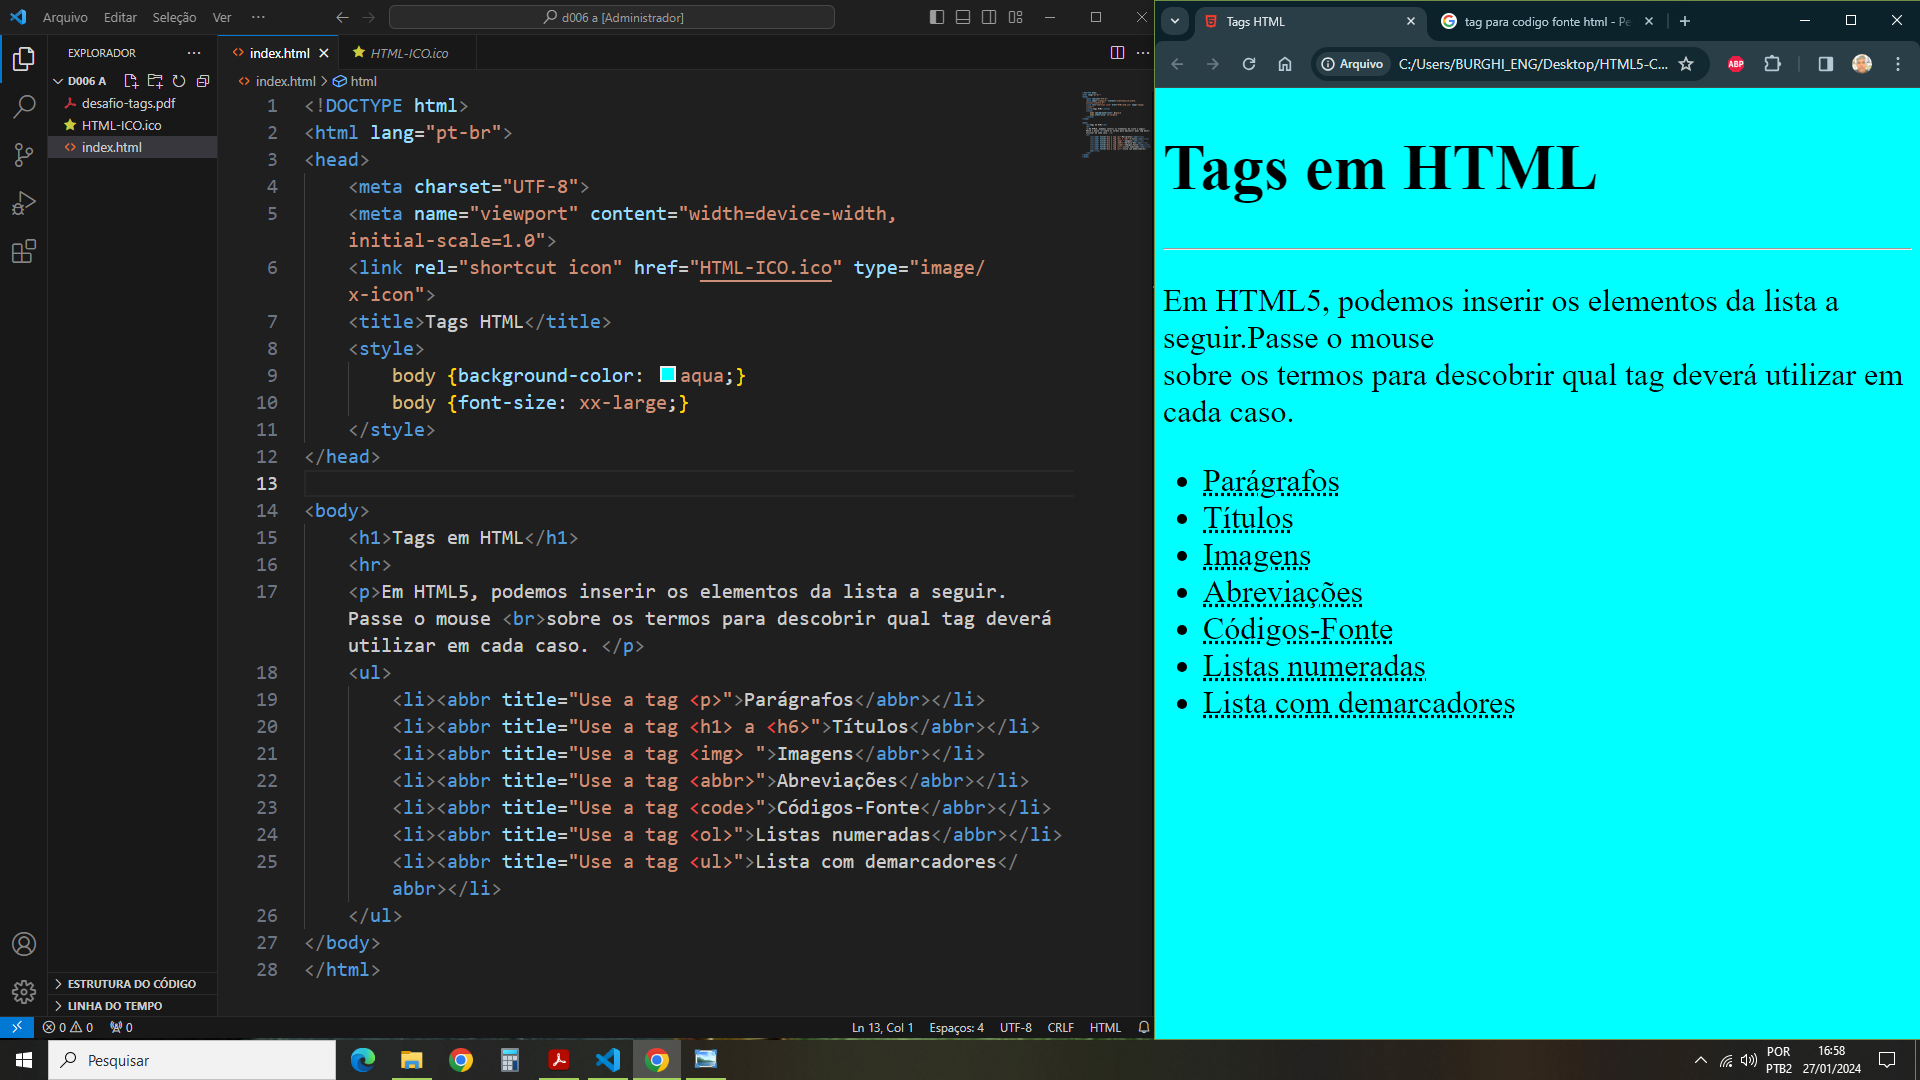 Arquivo Editar Seleção Ver ···
d006 a [Administrador]
EXPLORADOR
D006 A
desafio-tags.pdf
HTML-ICO.ico
index.html
ESTRUTURA DO CÓDIGO
LINHA DO TEMPO
index.html HTML-ICO.ico
index.html > html
1 <!DOCTYPE html>
2 <html lang="pt-br">
3 <head>
4 <meta charset="UTF-8">
5 <meta name="viewport" content="width=device-width,
initial-scale=1.0">
6 <link rel="shortcut icon" href="HTML-ICO.ico" type="image/
x-icon">
7 <title>Tags HTML</title>
8 <style>
9 body {background-color: aqua;}
10 body {font-size: xx-large;}
11 </style>
12 </head>
13
14 <body>
15 <h1>Tags em HTML</h1>
16 <hr>
17 <p>Em HTML5, podemos inserir os elementos da lista a seguir.
Passe o mouse <br>sobre os termos para descobrir qual tag deverá
utilizar em cada caso. </p>
18 <ul>
19 <li><abbr title="Use a tag <p>">Parágrafos</abbr></li>
20 <li><abbr title="Use a tag <h1> a <h6>">Títulos</abbr></li>
21 <li><abbr title="Use a tag <img> ">Imagens</abbr></li>
22 <li><abbr title="Use a tag <abbr>">Abreviações</abbr></li>
23 <li><abbr title="Use a tag <code>">Códigos-Fonte</abbr></li>
24 <li><abbr title="Use a tag <ol>">Listas numeradas</abbr></li>
25 <li><abbr title="Use a tag <ul>">Lista com demarcadores</
abbr></li>
26 </ul>
27 </body>
28 </html>
0 0 0
Ln 13, Col 1 Espaços: 4 UTF-8 CRLF HTML
Tags HTML
tag para codigo fonte html - Pe
Arquivo C:/Users/BURGHI_ENG/Desktop/HTML5-C...
ABP
Tags em HTML
Em HTML5, podemos inserir os elementos da lista a
seguir.Passe o mouse
sobre os termos para descobrir qual tag deverá utilizar em
cada caso.
Parágrafos
Títulos
Imagens
Abreviações
Códigos-Fonte
Listas numeradas
Lista com demarcadores
Pesquisar
POR
PTB2
16:58
27/01/2024